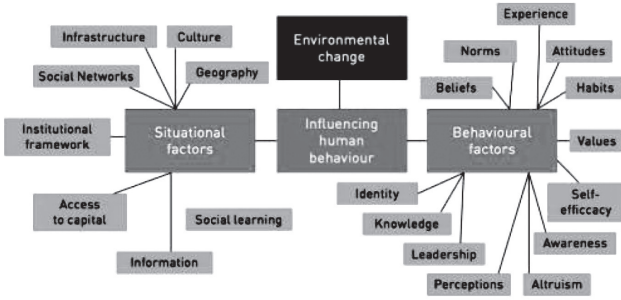 Experience
Infrastructure
Culture
Environmental
change
Norms
Attitudes
Social Networks
Geography
Beliefs
Habits
Institutional
framework
Situational
factors
Influencing
human
behaviour
Behavioural
factors
Values
Access
to capital
Social learning
Identity
Self-
efficcacy
Knowledge
Information
Leadership
Awareness
Perceptions
Altruism